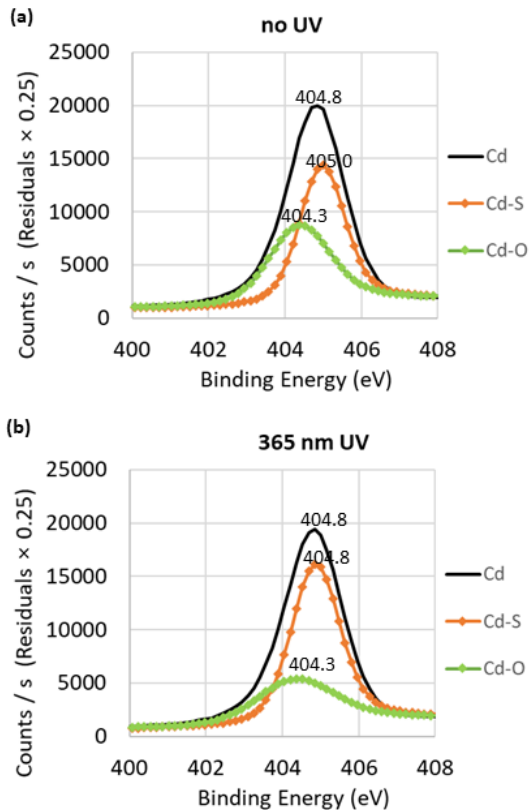 (a)
no UV
Counts / s (Residuals × 0.25)
25000
20000
15000
10000
5000
0
404.8
405.0
404.3
Cd
Cd-S
Cd-O
400 402 404 406 408
Binding Energy (eV)
(b)
365 nm UV
Counts / s (Residuals × 0.25)
25000
20000
15000
10000
5000
0
404.8
404.8
404.3
Cd
Cd-S
Cd-O
400 402 404 406 408
Binding Energy (eV)